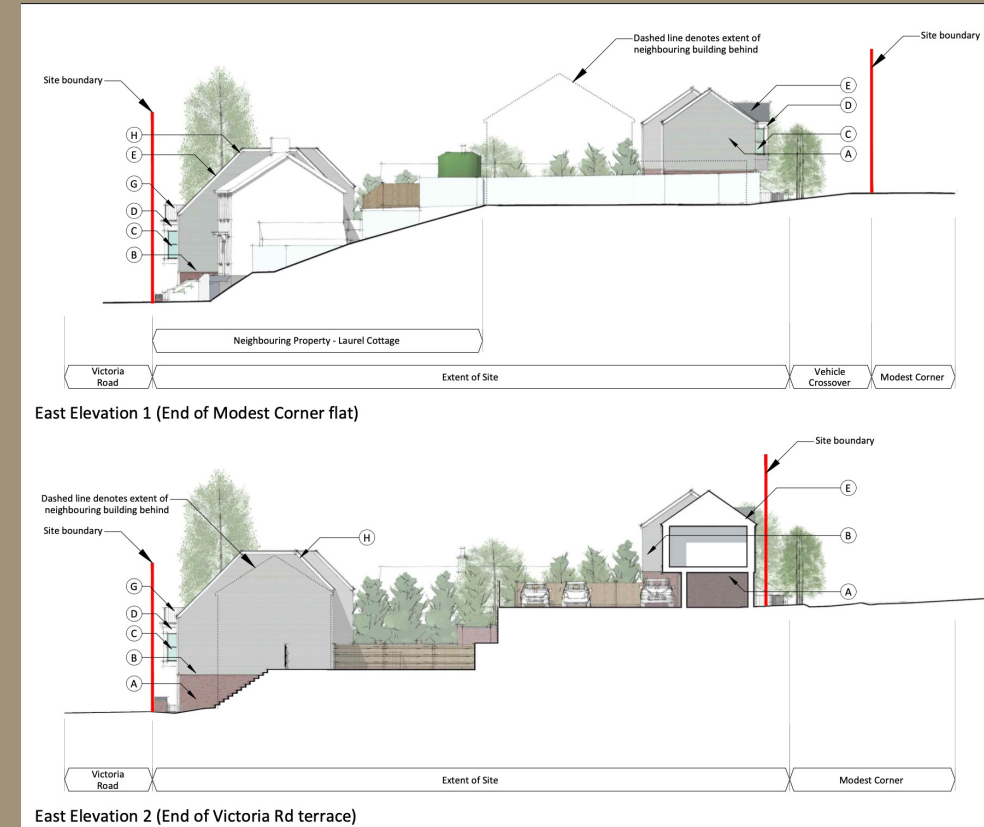 Dashed line denotes extent of
neighbouring building behind
Site boundary
Site boundary
E
D
C
A
H
E
G
D
C
B
Neighbouring Property - Laurel Cottage
Victoria
Road
Extent of Site
Vehicle
Crossover
Modest Corner
East Elevation 1 (End of Modest Corner flat)
Site boundary
Dashed line denotes extent of
neighbouring building behind
Site boundary
E
H
B
G
D
C
B
A
A
Victoria
Road
Extent of Site
Modest Corner
East Elevation 2 (End of Victoria Rd terrace)